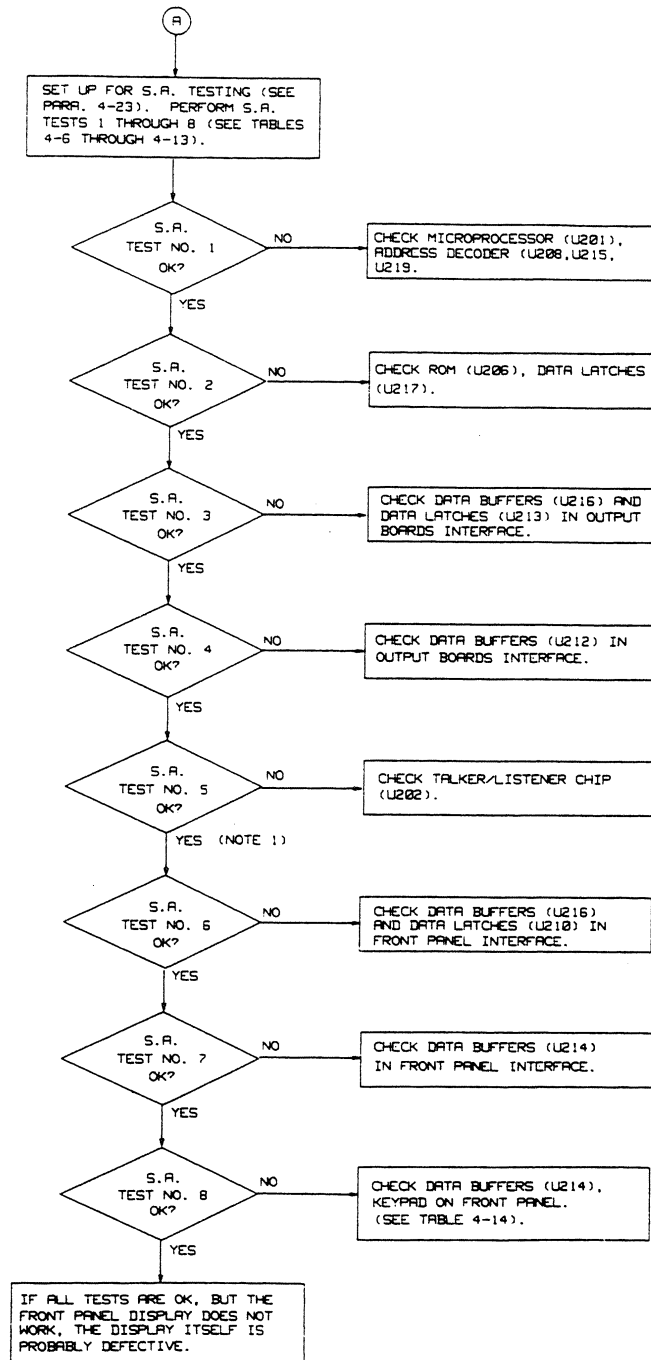 A
SET UP FOR S.A. TESTING (SEE
PARA. 4-23). PERFORM S.A.
TESTS 1 THROUGH 8 (SEE TABLES
4-6 THROUGH 4-13).
S.A.
TEST NO. 1
OK?
NO
CHECK MICROPROCESSOR (U201),
ADDRESS DECODER (U208,U215,
U219.
YES
S.A.
TEST NO. 2
OK?
NO
CHECK ROM (U206), DATA LATCHES
(U217).
YES
S.A.
TEST NO. 3
OK?
NO
CHECK DATA BUFFERS (U216) AND
DATA LATCHES (U213) IN OUTPUT
BOARDS INTERFACE.
YES
S.A.
TEST NO. 4
OK?
NO
CHECK DATA BUFFERS (U212) IN
OUTPUT BOARDS INTERFACE.
YES
S.A.
TEST NO. 5
OK?
NO
CHECK TALKER/LISTENER CHIP
(U202).
YES (NOTE 1)
S.A.
TEST NO. 6
OK?
NO
CHECK DATA BUFFERS (U216)
AND DATA LATCHES (U210) IN
FRONT PANEL INTERFACE.
YES
S.A.
TEST NO. 7
OK?
NO
CHECK DATA BUFFERS (U214)
IN FRONT PANEL INTERFACE.
YES
S.A.
TEST NO. 8
OK?
NO
CHECK DATA BUFFERS (U214),
KEYPAD ON FRONT PANEL.
(SEE TABLE 4-14).
YES
IF ALL TESTS ARE OK, BUT THE
FRONT PANEL DISPLAY DOES NOT
WORK, THE DISPLAY ITSELF IS
PROBABLY DEFECTIVE.